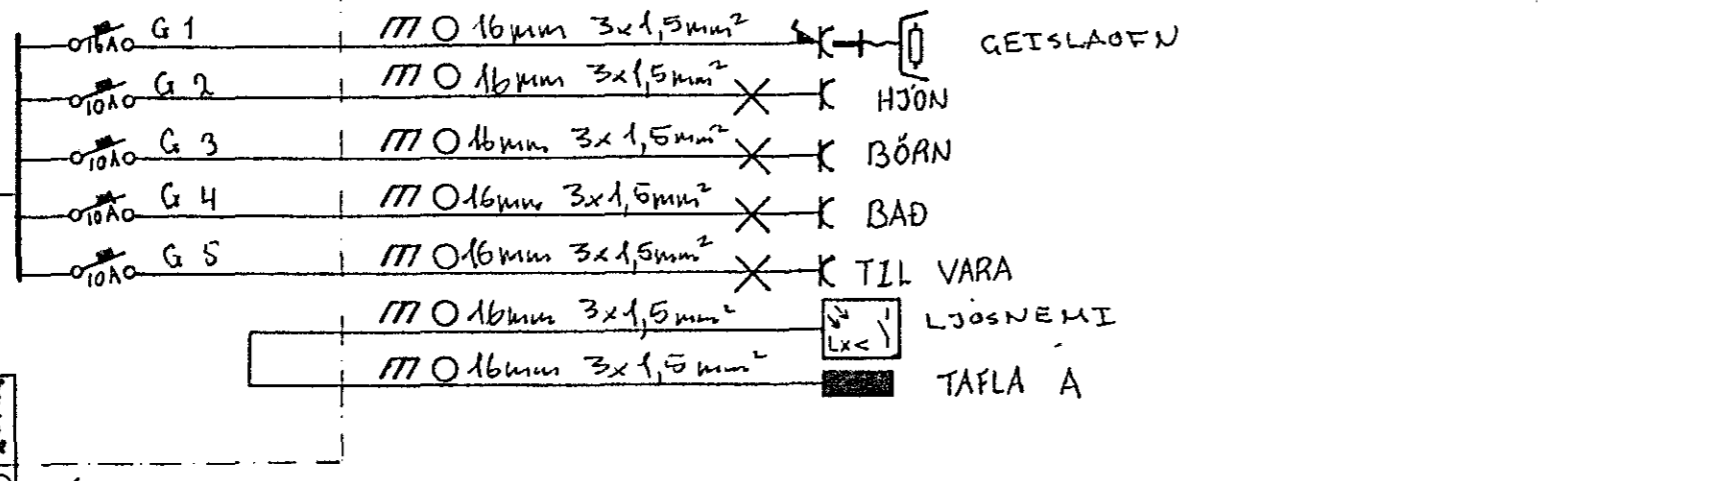 16A G 1 16mm 3x1,5mm² GEISLAOFN
10A G 2 16mm 3x1,5mm² HJÓN
10A G 3 16mm 3x1,5mm² BÖRN
10A G 4 16mm 3x1,5mm² BAÐ
10A G 5 16mm 3x1,5mm² TIL VARA
16mm 3x1,5mm² LJÓSNEMI
Lx<
16mm 3x1,5mm² TAFLA A